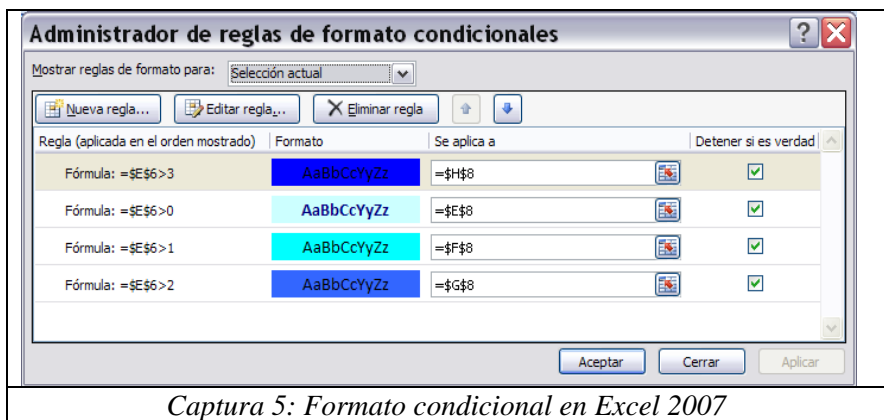 Administrador de reglas de formato condicionales
Mostrar reglas de formato para: Selección actual
Nueva regla... Editar regla... Eliminar regla
Regla (aplicada en el orden mostrado) Formato Se aplica a Detener si es verdad
Fórmula: =$E$6>3 AaBbCcYyZz =$H$8
Fórmula: =$E$6>0 AaBbCcYyZz =$E$8
Fórmula: =$E$6>1 AaBbCcYyZz =$F$8
Fórmula: =$E$6>2 AaBbCcYyZz =$G$8
Aceptar Cerrar Aplicar
Captura 5: Formato condicional en Excel 2007